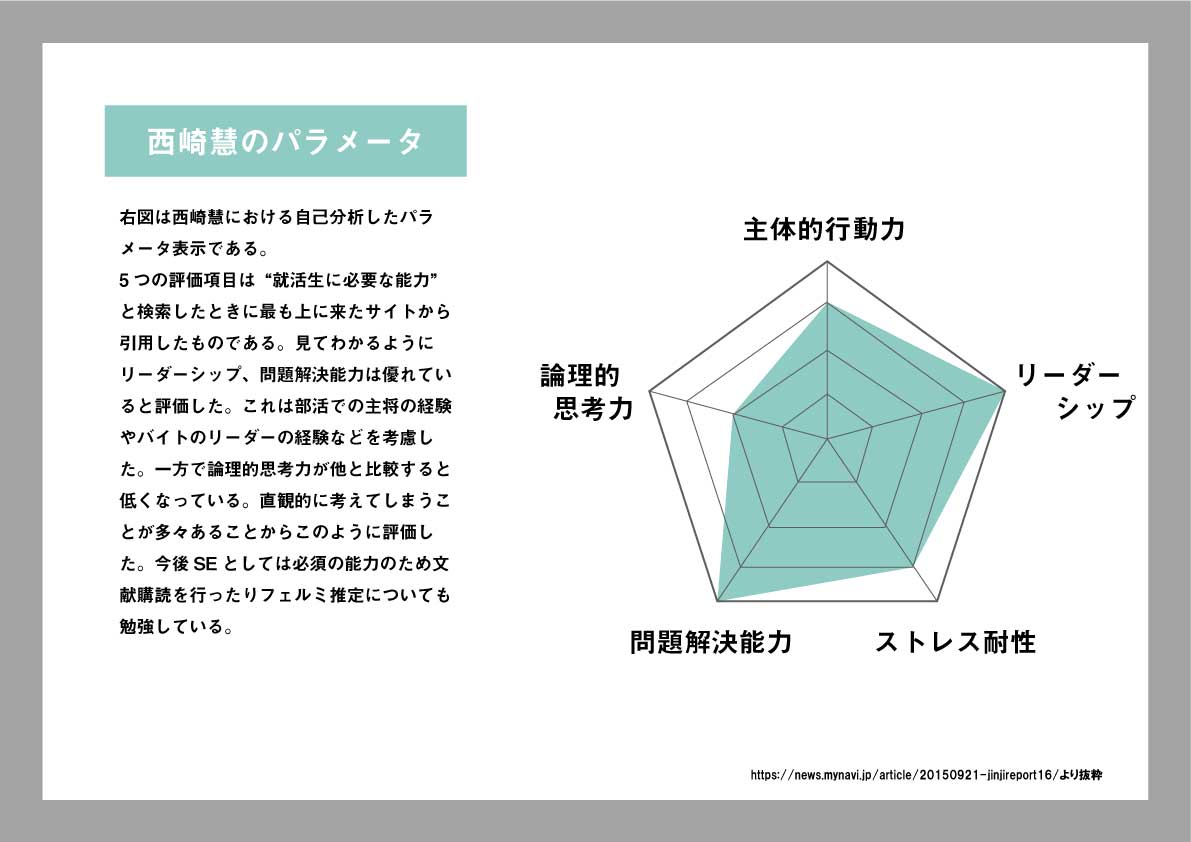 西崎慧のパラメータ
右図は西崎慧における自己分析したパラ
メータ表示である。
5つの評価項目は“就活生に必要な能力”
と検索したときに最も上に来たサイトから
引用したものである。見てわかるように
リーダーシップ、問題解決能力は優れてい
ると評価した。これは部活での主将の経験
やバイトのリーダーの経験などを考慮し
た。一方で論理的思考力が他と比較すると
低くなっている。直観的に考えてしまうこ
とが多々あることからこのように評価し
た。今後 SE としては必須の能力のため文
献購読を行ったりフェルミ推定についても
勉強している。
主体的行動力
リーダー
シップ
論理的
思考力
問題解決能力
ストレス耐性
https://news.mynavi.jp/article/20150921-jinjireport16/より抜粋